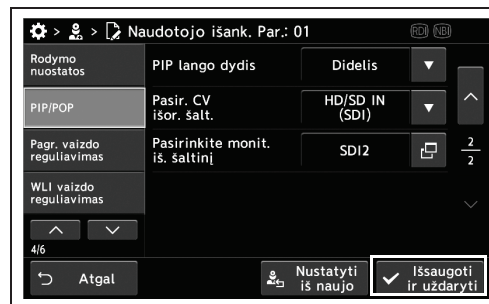 > > Naudotojo išank. Par.: 01 RDI NBI
Rodymo
nuostatos
PIP lango dydis Didelis
PIP/POP
Pasir. CV
išor. šalt.
HD/SD IN
(SDI)
Pagr. vaizdo
reguliavimas
Pasirinkite monit.
iš. šaltinį
SDI2
2
2
WLI vaizdo
reguliavimas
4/6
Atgal
Nustatyti
iš naujo
Išsaugoti
ir uždaryti